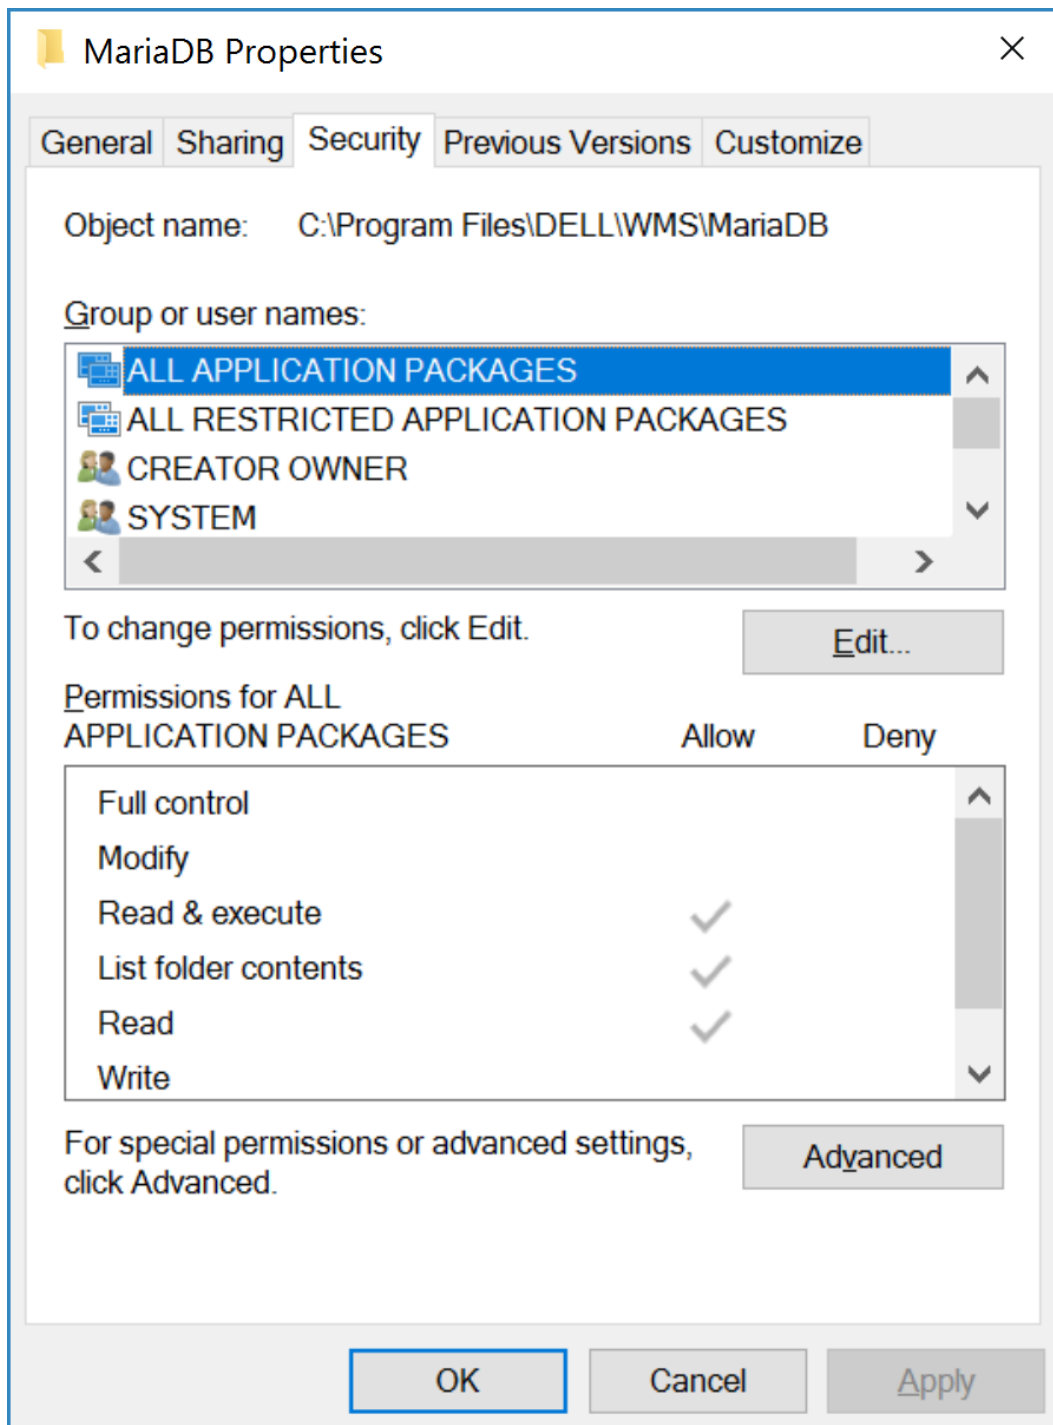 MariaDB Properties
General Sharing Security Previous Versions Customize
Object name: C:\Program Files\DELL\WMS\MariaDB
Group or user names:
ALL APPLICATION PACKAGES
ALL RESTRICTED APPLICATION PACKAGES
CREATOR OWNER
SYSTEM
To change permissions, click Edit.
Edit...
Permissions for ALL
APPLICATION PACKAGES Allow Deny
Full control
Modify
Read & execute
List folder contents
Read
Write
For special permissions or advanced settings,
click Advanced.
Advanced
OK Cancel Apply